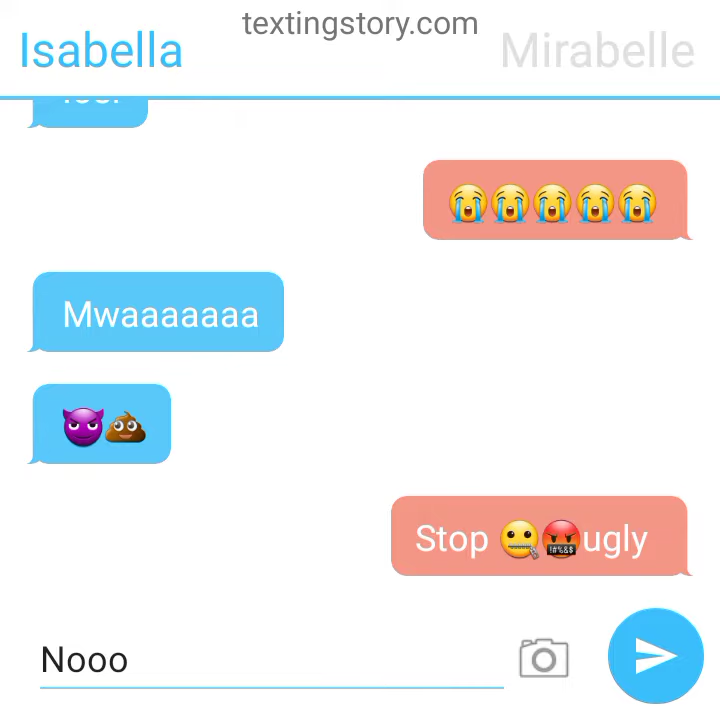 textingstory.com
Isabella Mirabelle
😭😭😭😭😭
Mwaaaaaaa
😈💩
Stop 🤐🤬ugly
Nooo